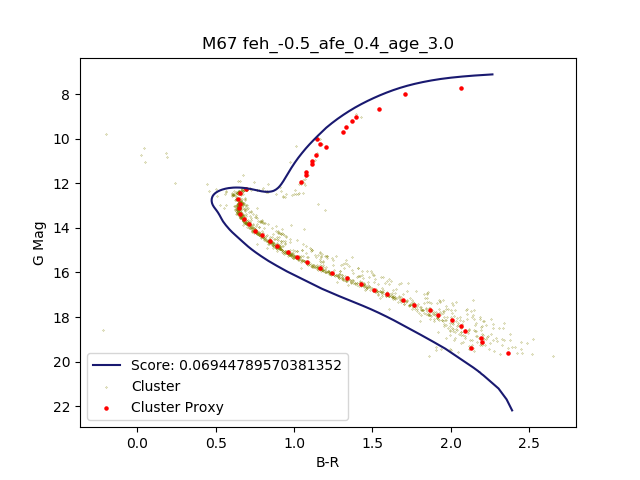 M67 feh_-0.5_afe_0.4_age_3.0
G Mag
8
10
12
14
16
18
20
22
Score: 0.06944789570381352
Cluster
Cluster Proxy
0.0 0.5 1.0 1.5 2.0 2.5
B-R